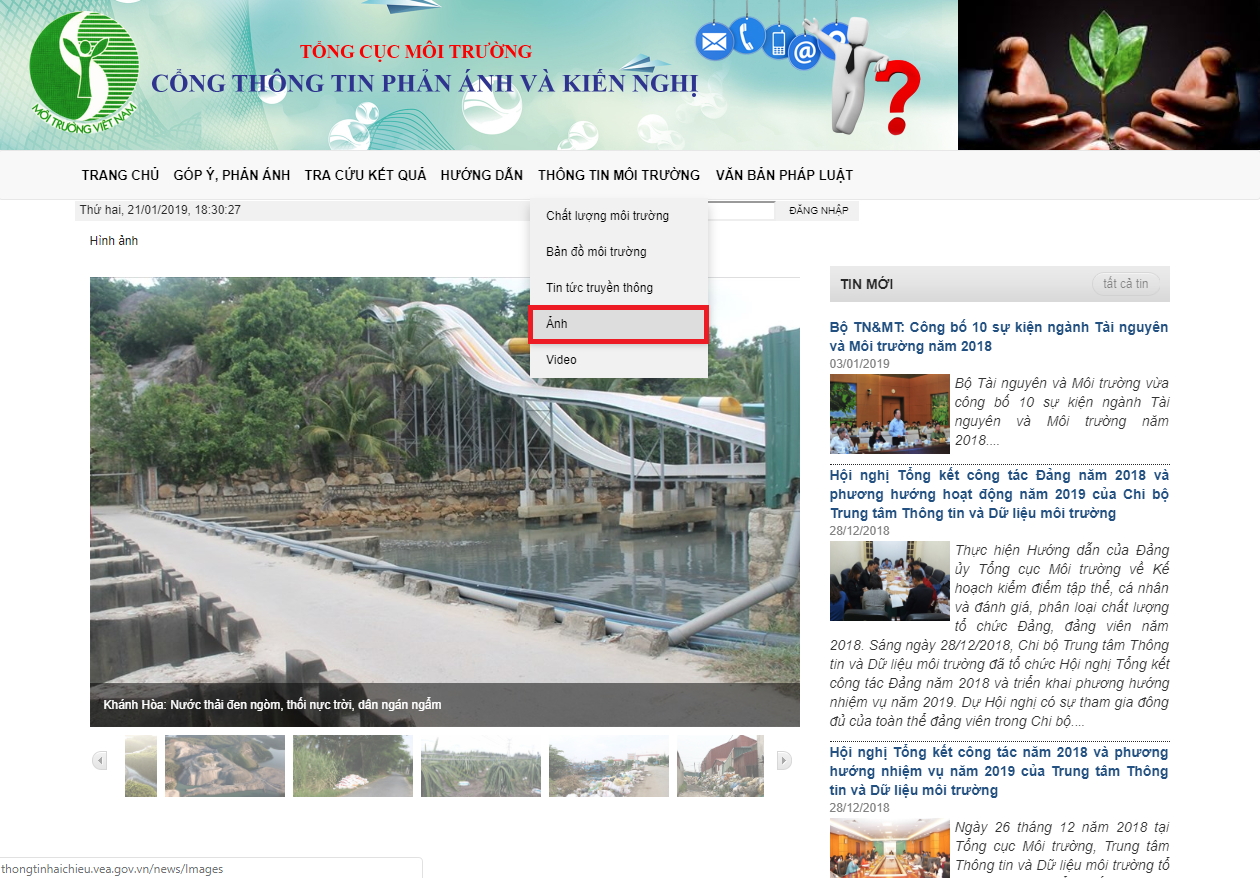 TỔNG CỤC MÔI TRƯỜNG
CỔNG THÔNG TIN PHẢN ÁNH VÀ KIẾN NGHỊ
MÔI TRƯỜNG VIỆT NAM
TRANG CHỦ GÓP Ý, PHẢN ÁNH TRA CỨU KẾT QUẢ HƯỚNG DẪN THÔNG TIN MÔI TRƯỜNG VĂN BẢN PHÁP LUẬT
Thứ hai, 21/01/2019, 18:30:27
ĐĂNG NHẬP
Chất lượng môi trường
Bản đồ môi trường
Tin tức truyền thông
Ảnh
Video
Hình ảnh
Khánh Hòa: Nước thải đen ngòm, thối nực trời, dân ngán ngẩm
TIN MỚI
tất cả tin
Bộ TN&MT: Công bố 10 sự kiện ngành Tài nguyên
và Môi trường năm 2018
03/01/2019
Bộ Tài nguyên và Môi trường vừa
công bố 10 sự kiện ngành Tài
nguyên và Môi trường năm
2018....
Hội nghị Tổng kết công tác Đảng năm 2018 và
phương hướng hoạt động năm 2019 của Chi bộ
Trung tâm Thông tin và Dữ liệu môi trường
28/12/2018
Thực hiện Hướng dẫn của Đảng
ủy Tổng cục Môi trường về Kế
hoạch kiểm điểm tập thể, cá nhân
và đánh giá, phân loại chất lượng
tổ chức Đảng, đảng viên năm
2018. Sáng ngày 28/12/2018, Chi bộ Trung tâm Thông
tin và Dữ liệu môi trường đã tổ chức Hội nghị Tổng kết
công tác Đảng năm 2018 và triển khai phương hướng
nhiệm vụ năm 2019. Dự Hội nghị có sự tham gia đông
đủ của toàn thể đảng viên trong Chi bộ....
Hội nghị Tổng kết công tác năm 2018 và phương
hướng nhiệm vụ năm 2019 của Trung tâm Thông
tin và Dữ liệu môi trường
28/12/2018
Ngày 26 tháng 12 năm 2018 tại
Tổng cục Môi trường, Trung tâm
Thông tin và Dữ liệu môi trường tổ
thongtinhaichieu.vea.gov.vn/news/Images